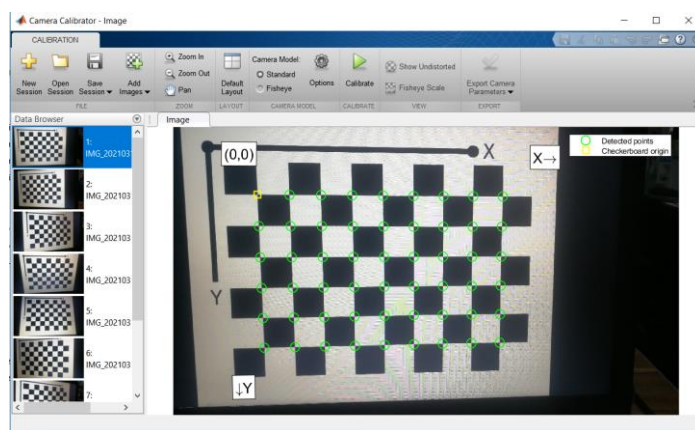 Camera Calibrator - Image
CALIBRATION
New Session
Open Session
Save Session
Add Images
FILE
Zoom In
Zoom Out
Pan
ZOOM
Default Layout
LAYOUT
Camera Model:
Standard
Fisheye
CAMERA MODEL
Options
Calibrate
CALIBRATE
Show Undistorted
Fisheye Scale
VIEW
Export Camera Parameters
EXPORT
Data Browser
Image
1:
IMG_202103
2:
IMG_202103
3:
IMG_202103
4:
IMG_202103
5:
IMG_202103
6:
IMG_202103
7:
(0,0)
X
X→
Y
↓Y
Detected points
Checkerboard origin